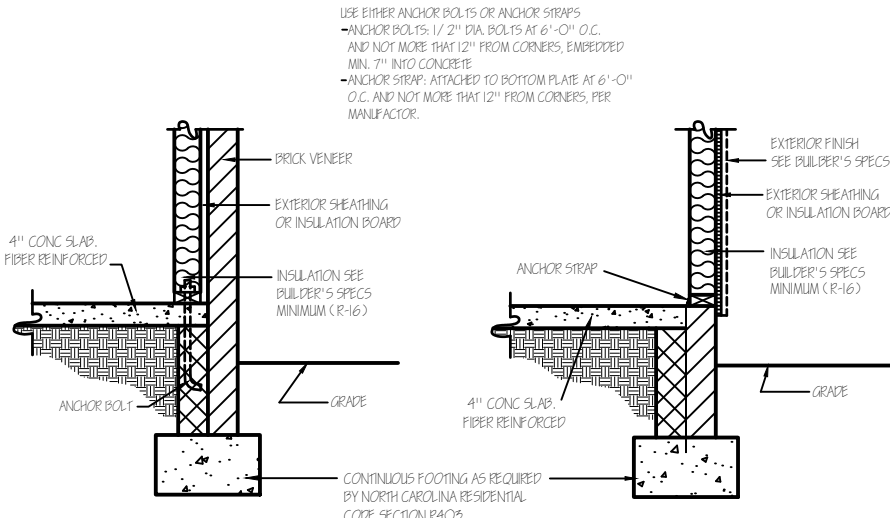 USE EITHER ANCHOR BOLTS OR ANCHOR STRAPS
-ANCHOR BOLTS: 1/2" DIA. BOLTS AT 6'-0" O.C.
AND NOT MORE THAT 12" FROM CORNERS, EMBEDDED
MIN. 7" INTO CONCRETE
-ANCHOR STRAP: ATTACHED TO BOTTOM PLATE AT 6'-0"
O.C. AND NOT MORE THAT 12" FROM CORNERS, PER
MANUFACTOR.
BRICK VENEER
EXTERIOR SHEATHING
OR INSULATION BOARD
4" CONC SLAB.
FIBER REINFORCED
INSULATION SEE
BUILDER'S SPECS
MINIMUM (R-16)
ANCHOR BOLT
GRADE
EXTERIOR FINISH
SEE BUILDER'S SPECS
EXTERIOR SHEATHING
OR INSULATION BOARD
ANCHOR STRAP
INSULATION SEE
BUILDER'S SPECS
MINIMUM (R-16)
4" CONC SLAB.
FIBER REINFORCED
GRADE
CONTINUOUS FOOTING AS REQUIRED
BY NORTH CAROLINA RESIDENTIAL
CODE SECTION R403